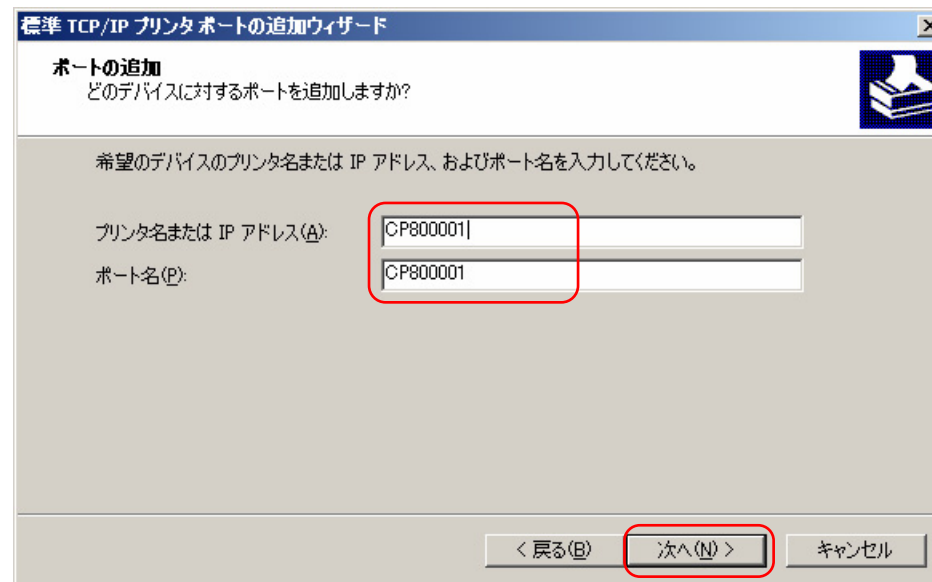 標準 TCP/IP プリンタ ポートの追加ウィザード
ポートの追加
どのデバイスに対するポートを追加しますか?
希望のデバイスのプリンタ名または IP アドレス、およびポート名を入力してください。
プリンタ名または IP アドレス(A): CP800001
ポート名(P): CP800001
< 戻る(B) 次へ(N) > キャンセル